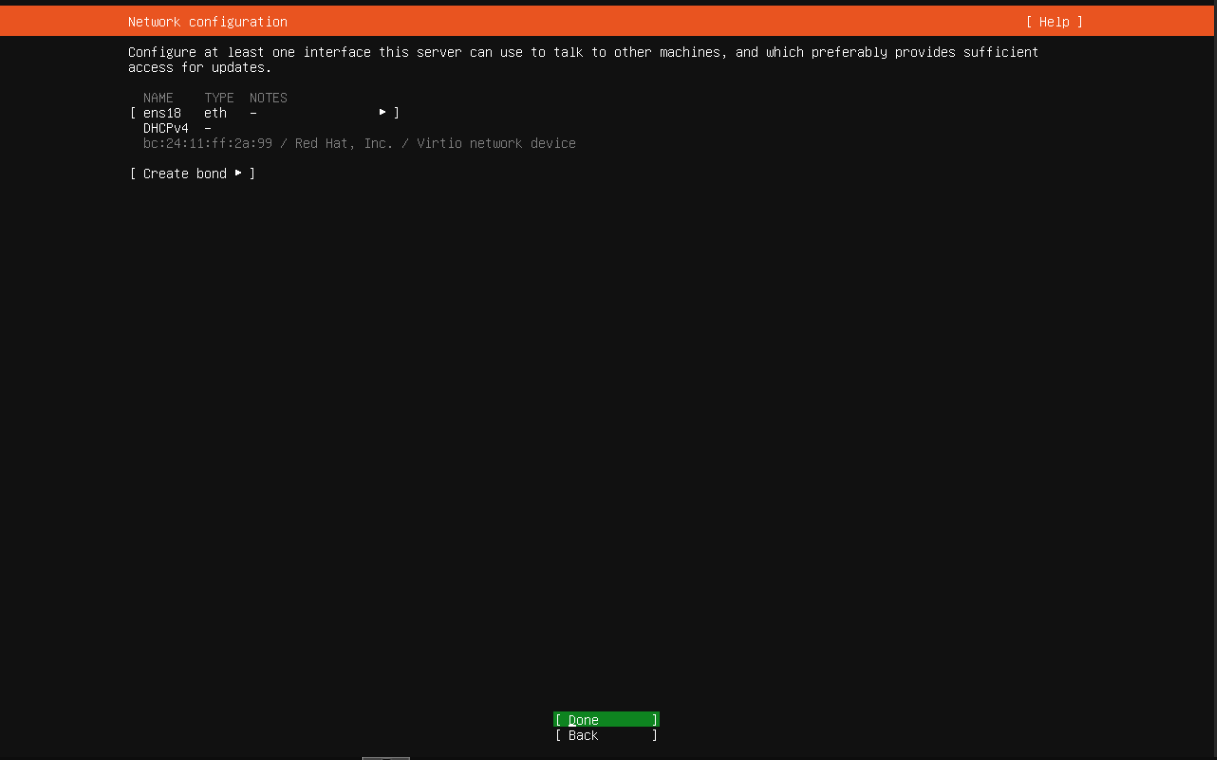 Network configuration [ Help ]
Configure at least one interface this server can use to talk to other machines, and which preferably provides sufficient
access for updates.
NAME TYPE NOTES
[ ens18 eth – ▸ ]
DHCPv4 –
bc:24:11:ff:2a:99 / Red Hat, Inc. / Virtio network device
[ Create bond ▸ ]
[ Done ]
[ Back ]